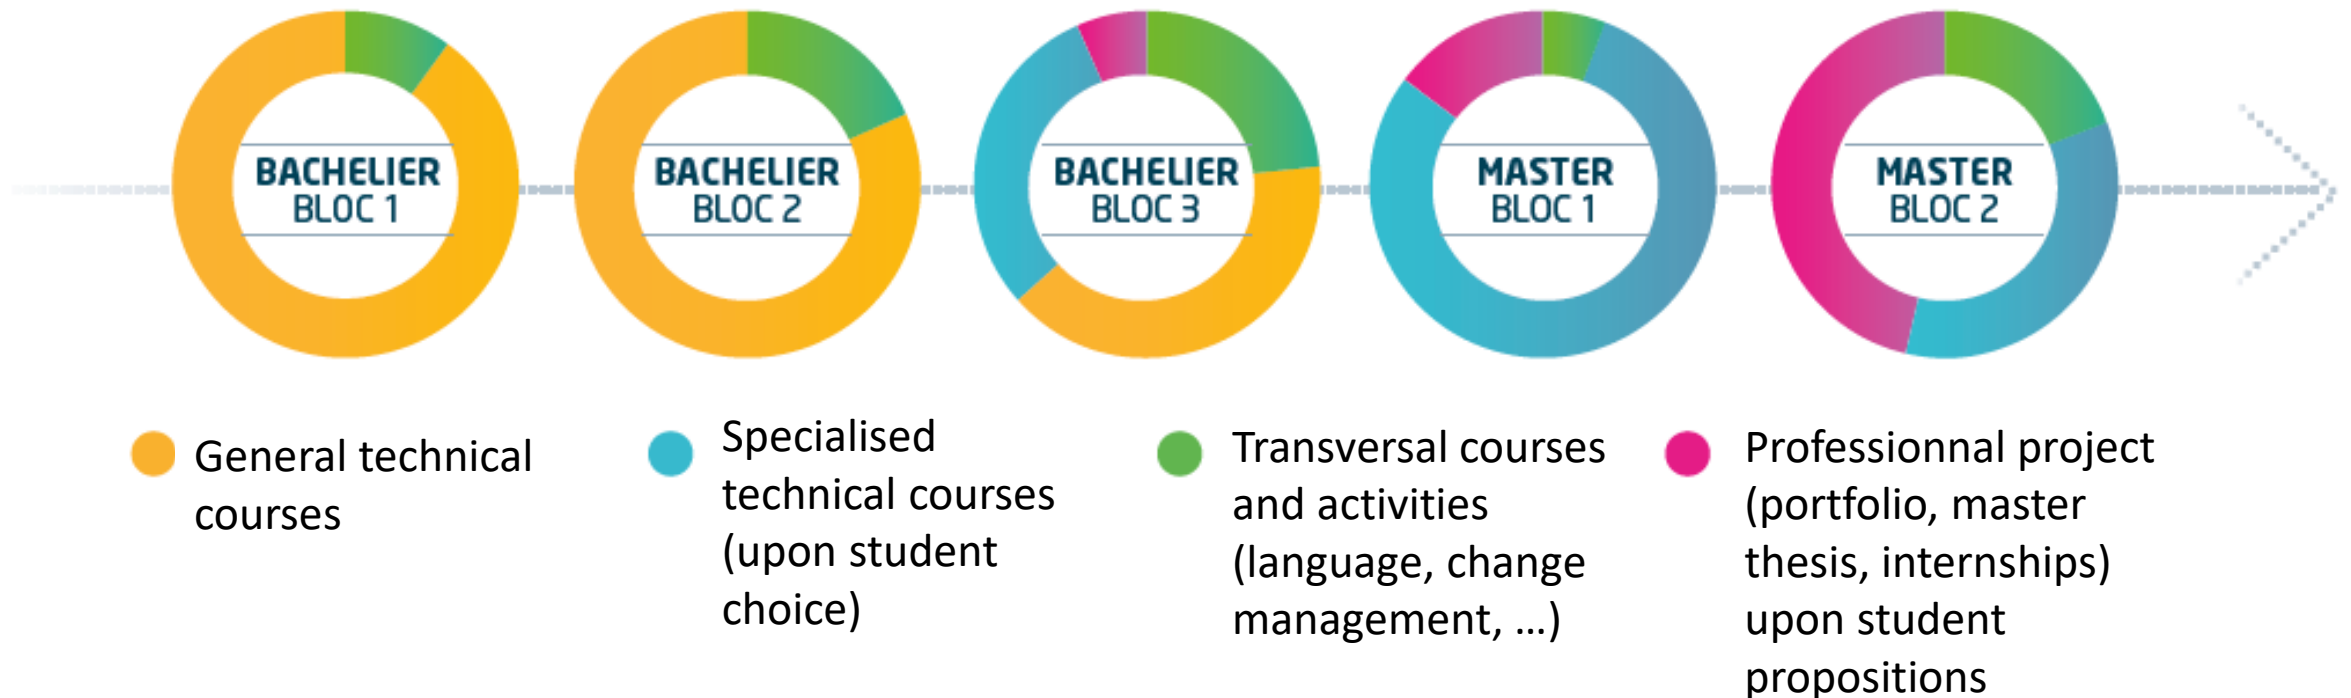 BACHELIER
BLOC 1
BACHELIER
BLOC 2
BACHELIER
BLOC 3
MASTER
BLOC 1
MASTER
BLOC 2
General technical
courses
Specialised
technical courses
(upon student
choice)
Transversal courses
and activities
(language, change
management, …)
Professionnal project
(portfolio, master
thesis, internships)
upon student
propositions